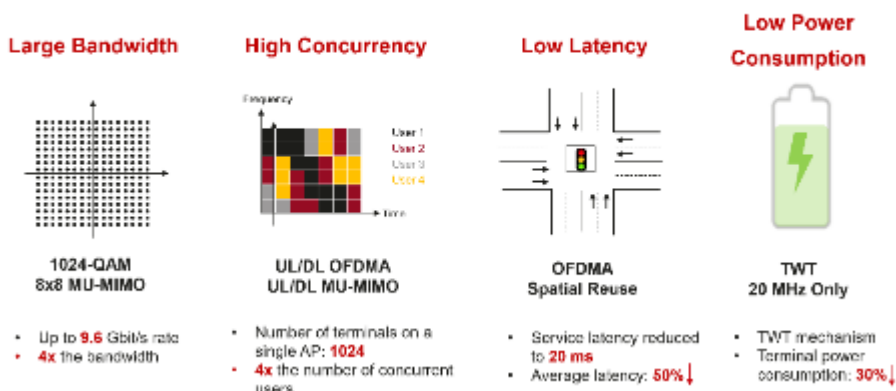 Large Bandwidth
High Concurrency
Low Latency
Low Power
Consumption
Frequency
User 1
User 2
User 3
User 4
Time
1024-QAM
8x8 MU-MIMO
UL/DL OFDMA
UL/DL MU-MIMO
OFDMA
Spatial Reuse
TWT
20 MHz Only
• Up to 9.6 Gbit/s rate
• 4x the bandwidth
• Number of terminals on a
single AP: 1024
• 4x the number of concurrent
users
• Service latency reduced
to 20 ms
• Average latency: 50%↓
• TWT mechanism
• Terminal power
consumption: 30%↓